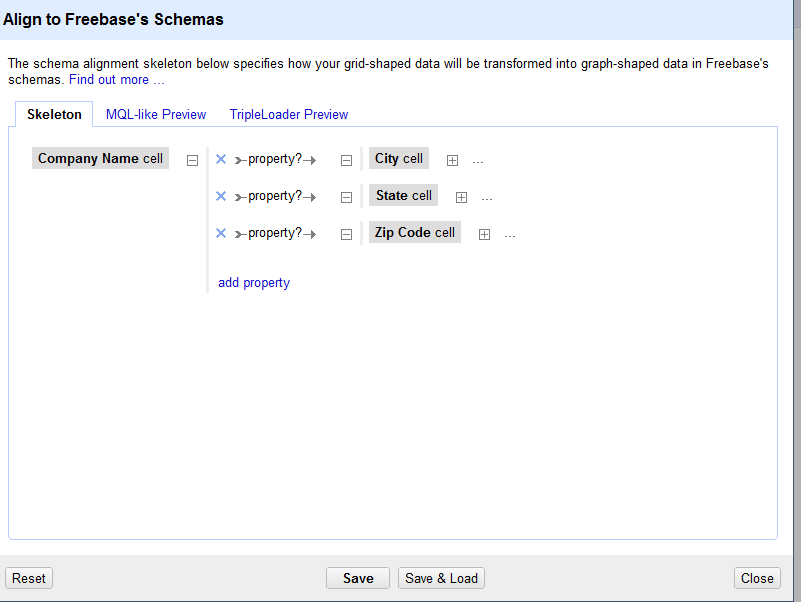 Align to Freebase's Schemas
The schema alignment skeleton below specifies how your grid-shaped data will be transformed into graph-shaped data in Freebase's
schemas. Find out more ...
Skeleton MQL-like Preview TripleLoader Preview
Company Name cell property? City cell ...
property? State cell ...
property? Zip Code cell ...
add property
Reset Save Save & Load Close